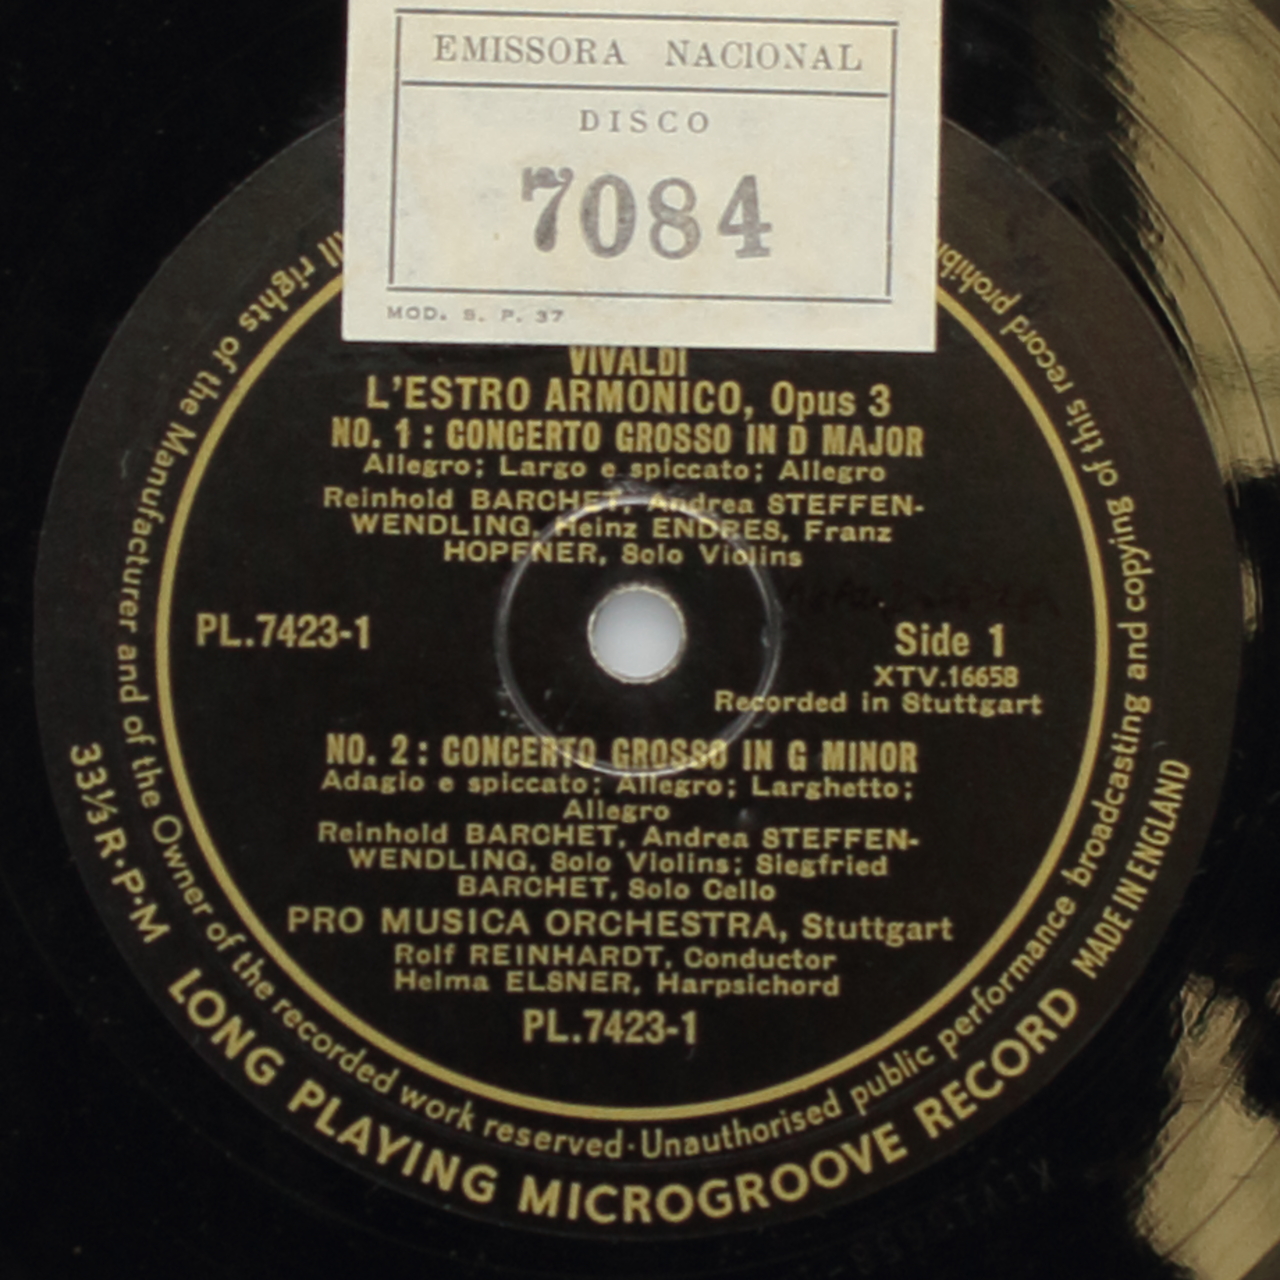 EMISSORA NACIONAL
DISCO
7084
MOD. S. P. 37
VIVALDI
L'ESTRO ARMONICO, Opus 3
NO. 1 : CONCERTO GROSSO IN D MAJOR
Allegro; Largo e spiccato; Allegro
Reinhold BARCHET, Andrea STEFFEN-
WENDLING, Heinz ENDRES, Franz
HOPFNER, Solo Violins
PL.7423-1
Side 1
XTV.16658
Recorded in Stuttgart
NO. 2 : CONCERTO GROSSO IN G MINOR
Adagio e spiccato; Allegro; Larghetto;
Allegro
Reinhold BARCHET, Andrea STEFFEN-
WENDLING, Solo Violins; Siegfried
BARCHET, Solo Cello
PRO MUSICA ORCHESTRA, Stuttgart
Rolf REINHARDT, Conductor
Helma ELSNER, Harpsichord
PL.7423-1
rights of the Manufacturer and of the Owner of the recorded work reserved · Unauthorised public performance broadcasting and copying of this record
33⅓ R·P·M LONG PLAYING MICROGROOVE RECORD MADE IN ENGLAND